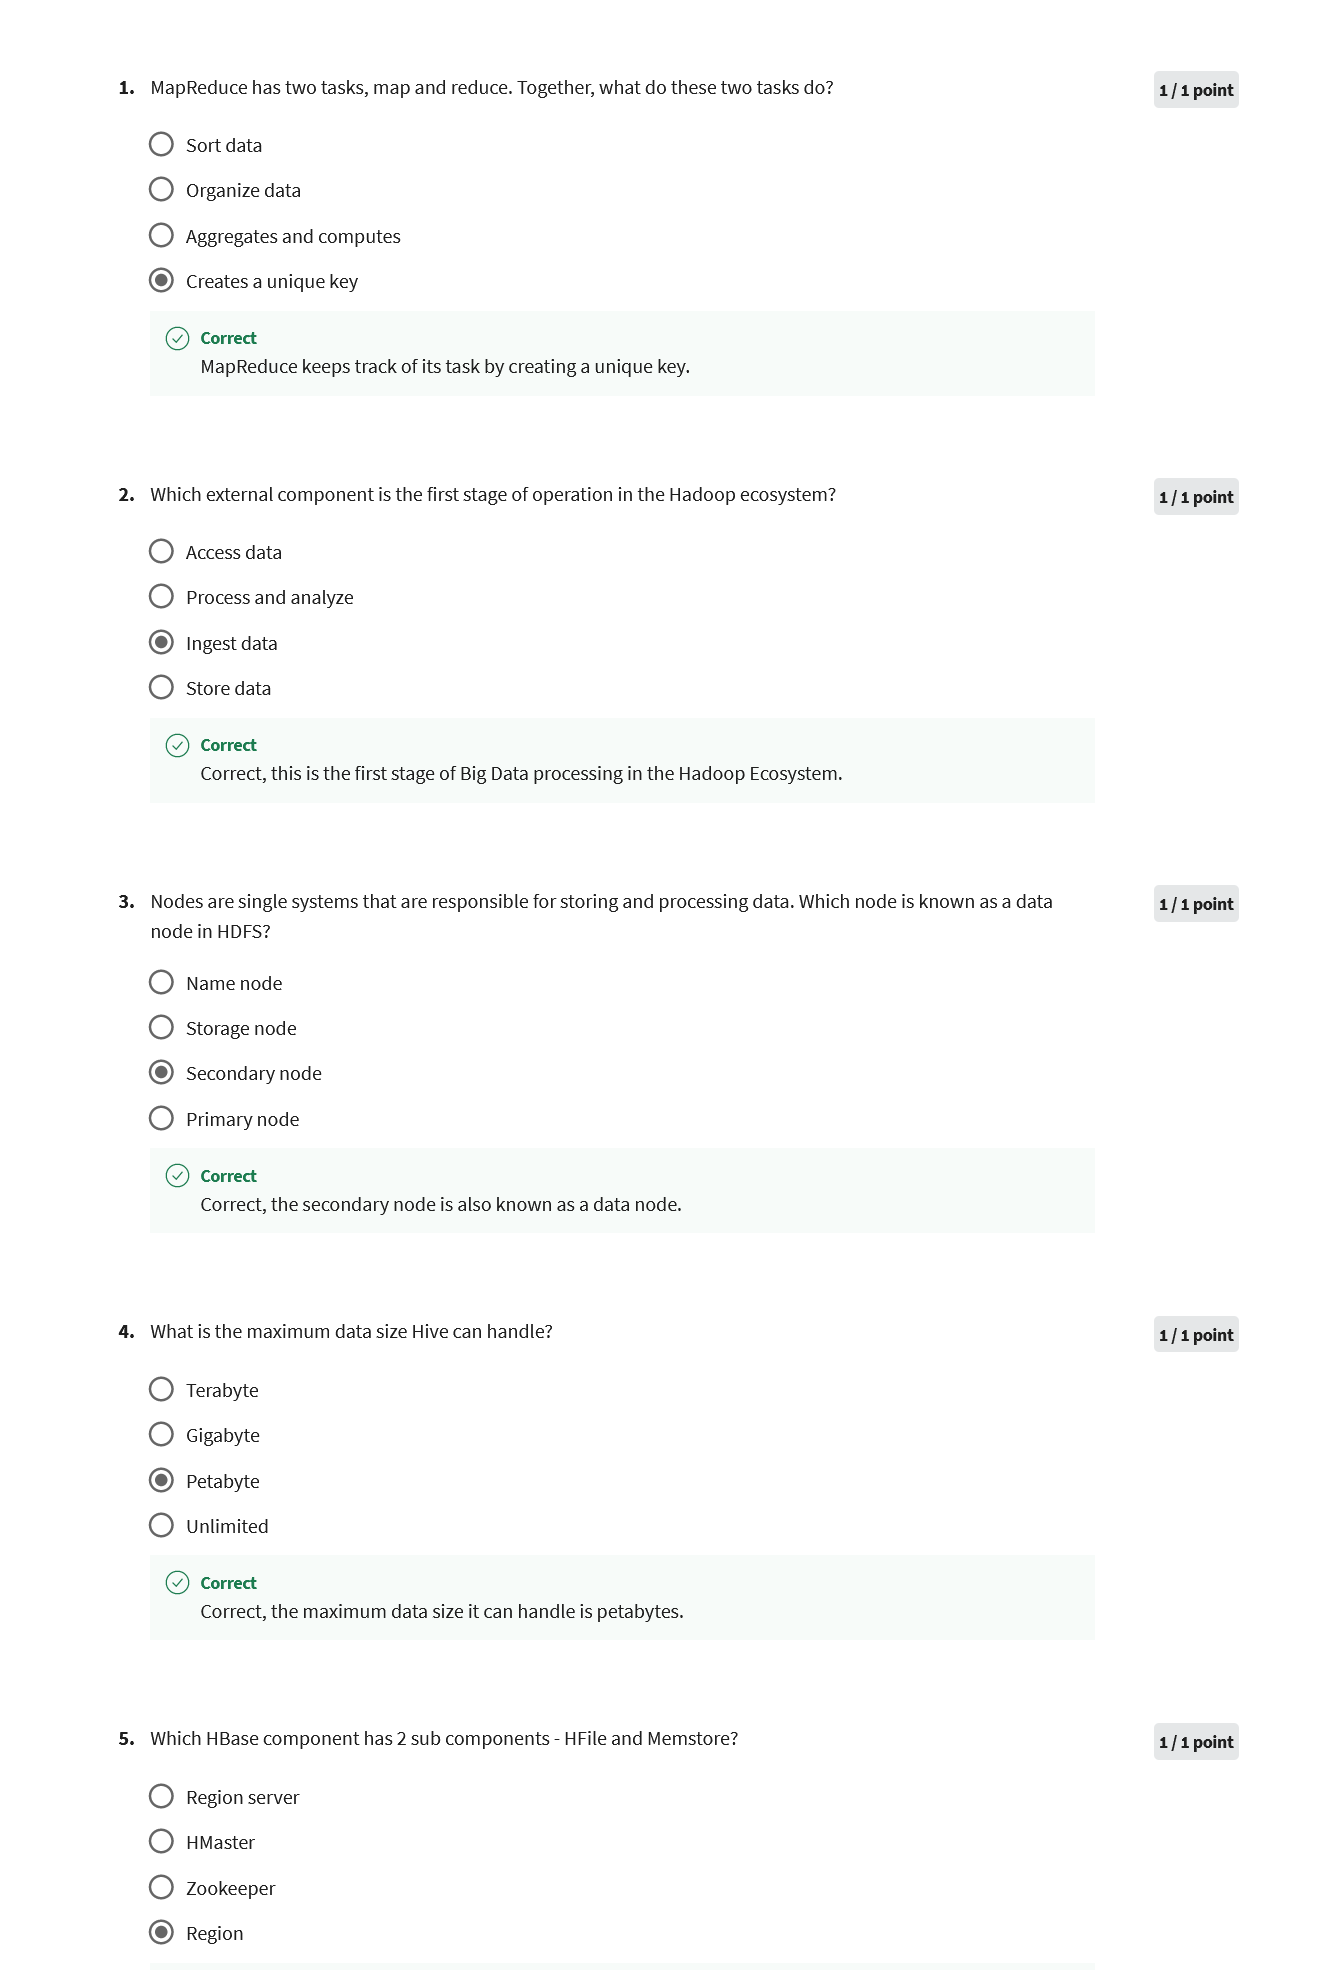 1. MapReduce has two tasks, map and reduce. Together, what do these two tasks do?
1 / 1 point
Sort data
Organize data
Aggregates and computes
Creates a unique key
Correct
MapReduce keeps track of its task by creating a unique key.
2. Which external component is the first stage of operation in the Hadoop ecosystem?
1 / 1 point
Access data
Process and analyze
Ingest data
Store data
Correct
Correct, this is the first stage of Big Data processing in the Hadoop Ecosystem.
3. Nodes are single systems that are responsible for storing and processing data. Which node is known as a data
node in HDFS?
1 / 1 point
Name node
Storage node
Secondary node
Primary node
Correct
Correct, the secondary node is also known as a data node.
4. What is the maximum data size Hive can handle?
1 / 1 point
Terabyte
Gigabyte
Petabyte
Unlimited
Correct
Correct, the maximum data size it can handle is petabytes.
5. Which HBase component has 2 sub components - HFile and Memstore?
1 / 1 point
Region server
HMaster
Zookeeper
Region